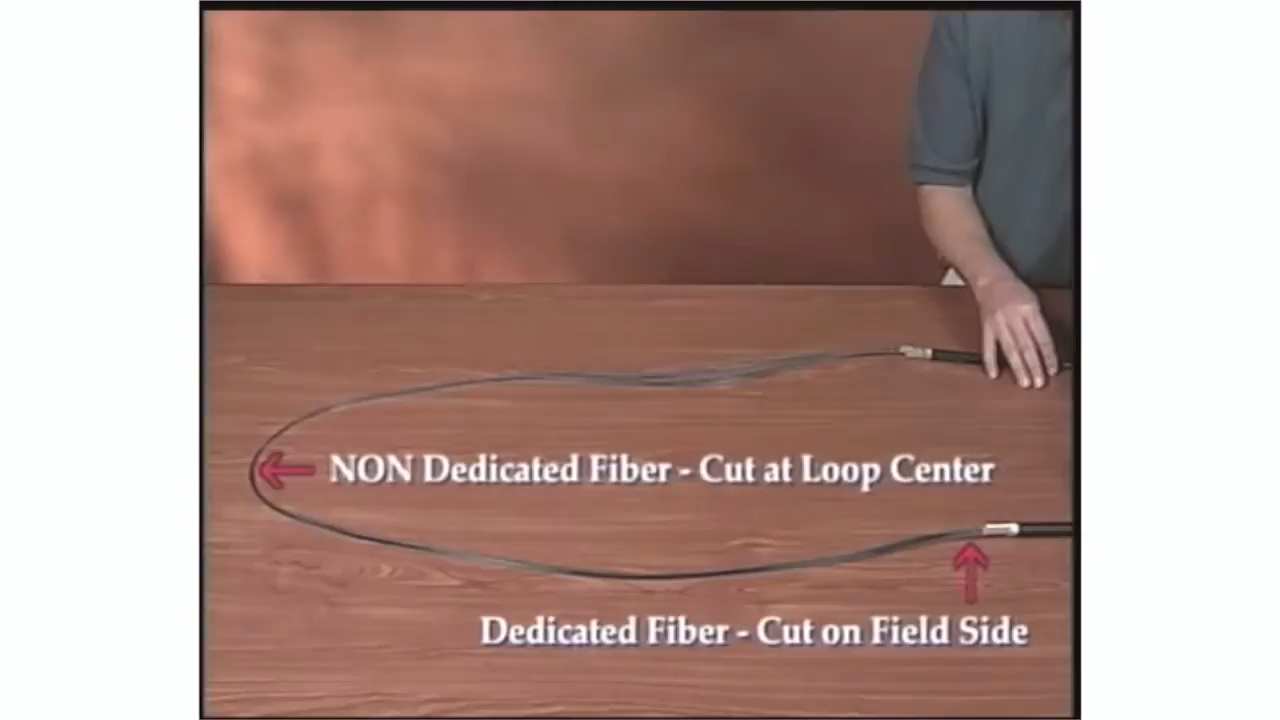 NON Dedicated Fiber - Cut at Loop Center
Dedicated Fiber - Cut on Field Side